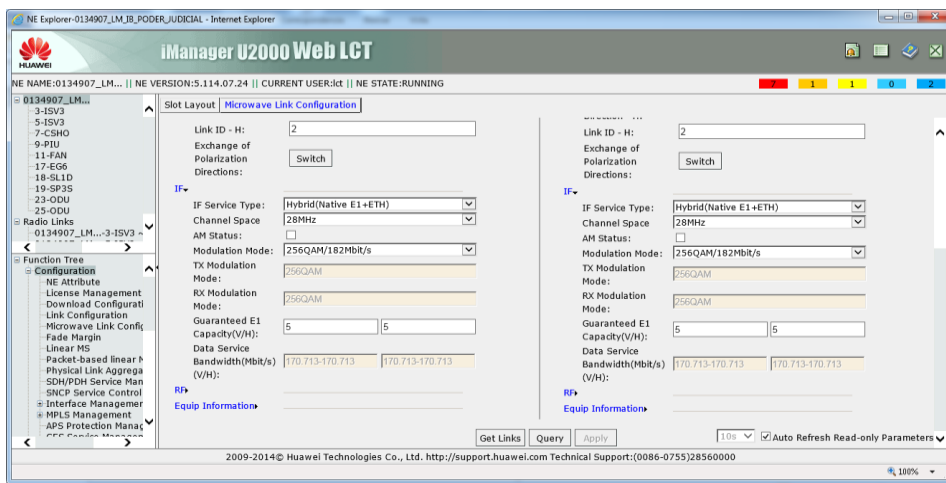 NE Explorer-0134907_LM_IB_PODER_JUDICIAL - Internet Explorer
HUAWEI
iManager U2000 Web LCT
NE NAME:0134907_LM... || NE VERSION:5.114.07.24 || CURRENT USER:lct || NE STATE:RUNNING
7 1 1 0 2
0134907_LM...
3-ISV3
5-ISV3
7-CSHO
9-PIU
11-FAN
17-EG6
18-SL1D
19-SP3S
23-ODU
25-ODU
Radio Links
0134907_LM...-3-ISV3 ~
Function Tree
Configuration
NE Attribute
License Management
Download Configurati
Link Configuration
Microwave Link Config
Fade Margin
Linear MS
Packet-based linear M
Physical Link Aggrega
SDH/PDH Service Man
SNCP Service Control
Interface Managemer
MPLS Management
APS Protection Manag
Slot Layout Microwave Link Configuration
Link ID - H: 2
Exchange of
Polarization
Directions:
Switch
IF
IF Service Type: Hybrid(Native E1+ETH)
Channel Space 28MHz
AM Status:
Modulation Mode: 256QAM/182Mbit/s
TX Modulation
Mode:
256QAM
RX Modulation
Mode:
256QAM
Guaranteed E1
Capacity(V/H):
5 5
Data Service
Bandwidth(Mbit/s)
(V/H):
170.713-170.713 170.713-170.713
RF
Equip Information
Link ID - H: 2
Exchange of
Polarization
Directions:
Switch
IF
IF Service Type: Hybrid(Native E1+ETH)
Channel Space 28MHz
AM Status:
Modulation Mode: 256QAM/182Mbit/s
TX Modulation
Mode:
256QAM
RX Modulation
Mode:
256QAM
Guaranteed E1
Capacity(V/H):
5 5
Data Service
Bandwidth(Mbit/s)
(V/H):
170.713-170.713 170.713-170.713
RF
Equip Information
Get Links Query Apply 10s Auto Refresh Read-only Parameters
2009-2014© Huawei Technologies Co., Ltd. http://support.huawei.com Technical Support:(0086-0755)28560000
100%